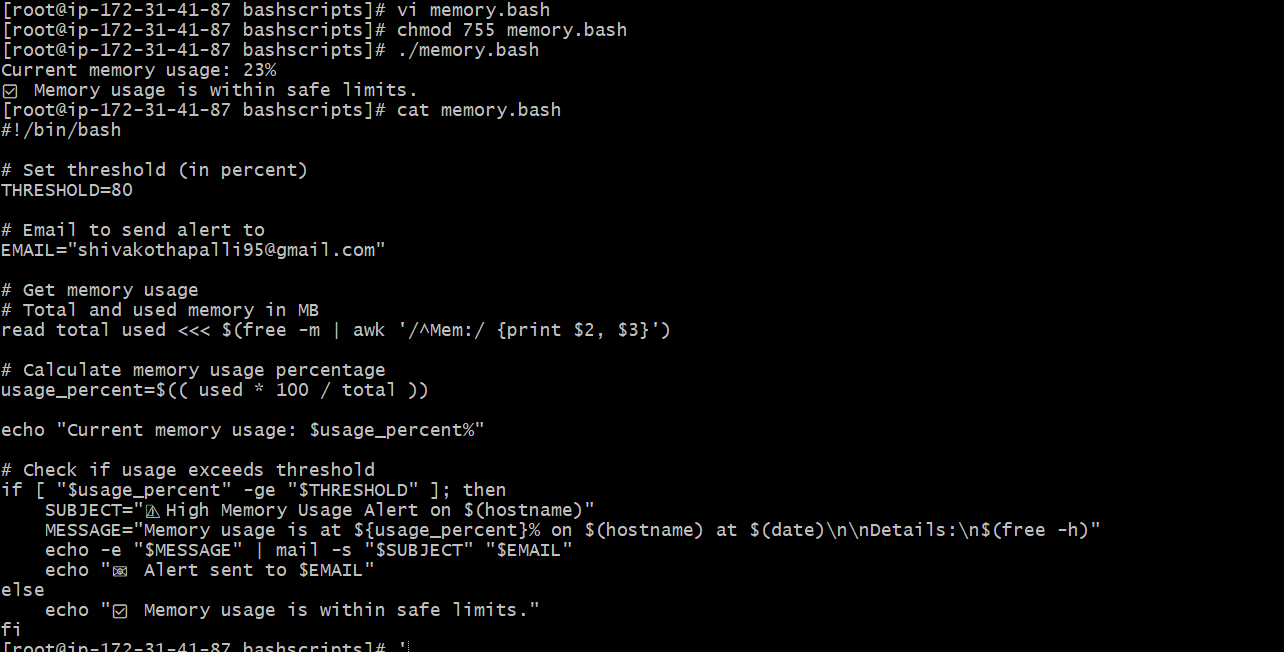 [root@ip-172-31-41-87 bashscripts]# vi memory.bash
[root@ip-172-31-41-87 bashscripts]# chmod 755 memory.bash
[root@ip-172-31-41-87 bashscripts]# ./memory.bash
Current memory usage: 23%
☑ Memory usage is within safe limits.
[root@ip-172-31-41-87 bashscripts]# cat memory.bash
#!/bin/bash

# Set threshold (in percent)
THRESHOLD=80

# Email to send alert to
EMAIL="shivakothapalli95@gmail.com"

# Get memory usage
# Total and used memory in MB
read total used <<< $(free -m | awk '/^Mem:/ {print $2, $3}')

# Calculate memory usage percentage
usage_percent=$(( used * 100 / total ))

echo "Current memory usage: $usage_percent%"

# Check if usage exceeds threshold
if [ "$usage_percent" -ge "$THRESHOLD" ]; then
    SUBJECT="⚠ High Memory Usage Alert on $(hostname)"
    MESSAGE="Memory usage is at ${usage_percent}% on $(hostname) at $(date)\n\nDetails:\n$(free -h)"
    echo -e "$MESSAGE" | mail -s "$SUBJECT" "$EMAIL"
    echo "📧 Alert sent to $EMAIL"
else
    echo "☑ Memory usage is within safe limits."
fi
[root@ip-172-31-41-87 bashscripts]# '